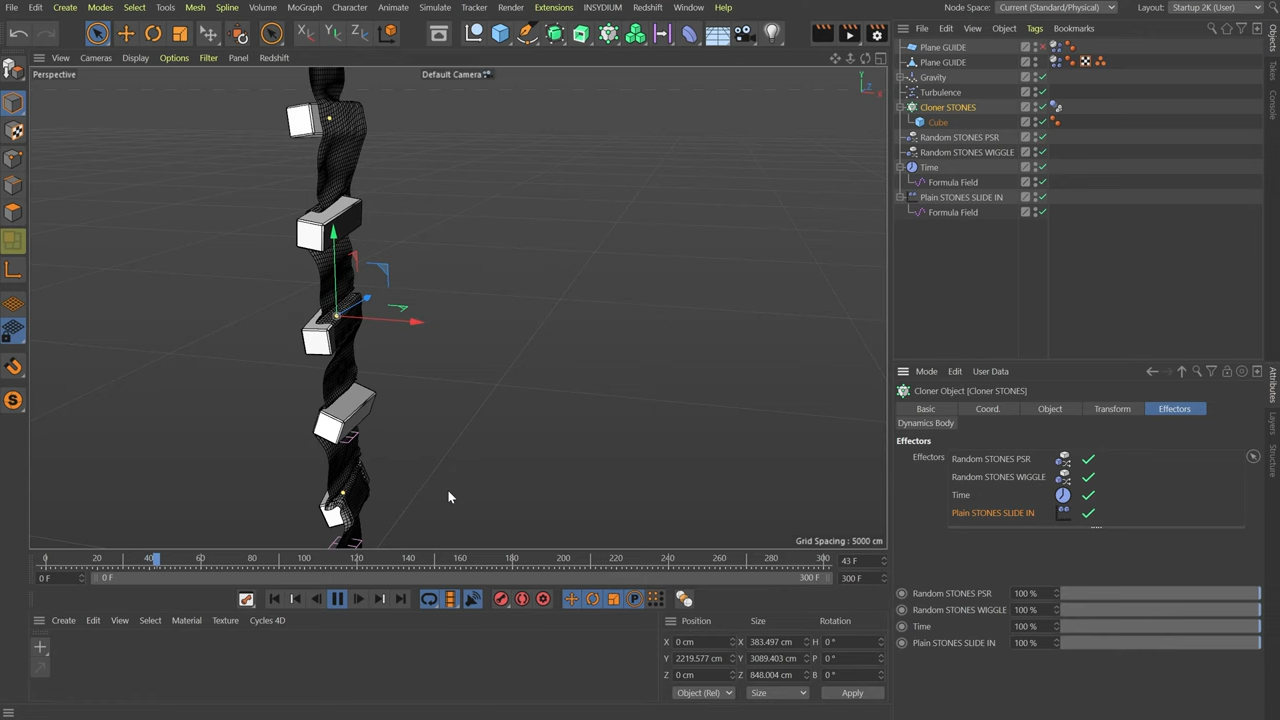 File Edit Create Modes Select Tools Mesh Spline Volume MoGraph Character Animate Simulate Tracker Render Extensions INSYDIUM Redshift Window Help
Node Space: Current (Standard/Physical) Layout: Startup 2K (User)
View Cameras Display Options Filter Panel Redshift
Perspective
Default Camera
Y
Z
X
Grid Spacing : 5000 cm
File Edit View Object Tags Bookmarks
Plane GUIDE
Plane GUIDE
Gravity
Turbulence
Cloner STONES
Cube
Random STONES PSR
Random STONES WIGGLE
Time
Formula Field
Plain STONES SLIDE IN
Formula Field
Objects
Takes
Console
Mode Edit User Data
Cloner Object [Cloner STONES]
Basic Coord. Object Transform Effectors
Dynamics Body
Effectors
Effectors Random STONES PSR
Random STONES WIGGLE
Time
Plain STONES SLIDE IN
Random STONES PSR 100 %
Random STONES WIGGLE 100 %
Time 100 %
Plain STONES SLIDE IN 100 %
Attributes
Layers
Structure
0 20 40 60 80 100 120 140 160 180 200 220 240 260 280 300 43 F
0 F 0 F 300 F 300 F
Create Edit View Select Material Texture Cycles 4D
Position Size Rotation
X 0 cm X 383.497 cm H 0 °
Y 2219.577 cm Y 3089.403 cm P 0 °
Z 0 cm Z 848.004 cm B 0 °
Object (Rel) Size Apply